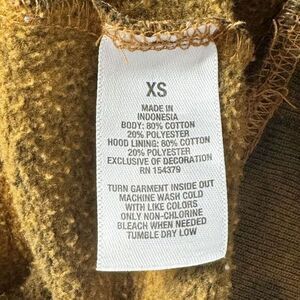 XS
MADE IN
INDONESIA
BODY: 80% COTTON
20% POLYESTER
HOOD LINING: 80% COTTON
20% POLYESTER
EXCLUSIVE OF DECORATION
RN 154379
TURN GARMENT INSIDE OUT
MACHINE WASH COLD
WITH LIKE COLORS
ONLY NON-CHLORINE
BLEACH WHEN NEEDED
TUMBLE DRY LOW